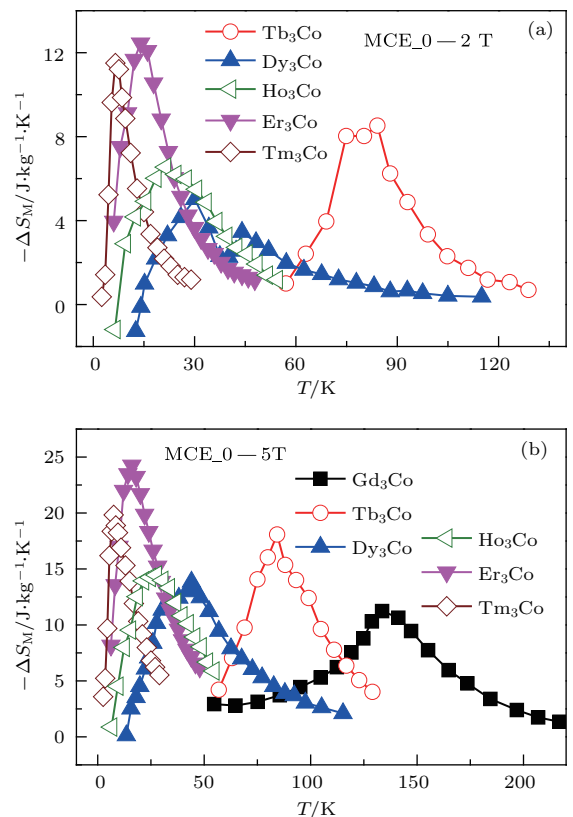 (a)
MCE_0 — 2 T
Tb₃Co
Dy₃Co
Ho₃Co
Er₃Co
Tm₃Co
12
8
4
0
−ΔS_M/J·kg⁻¹·K⁻¹
0 30 60 90 120
T/K
(b)
MCE_0 — 5T
Gd₃Co
Tb₃Co
Dy₃Co
Ho₃Co
Er₃Co
Tm₃Co
25
20
15
10
5
0
−ΔS_M/J·kg⁻¹·K⁻¹
0 50 100 150 200
T/K